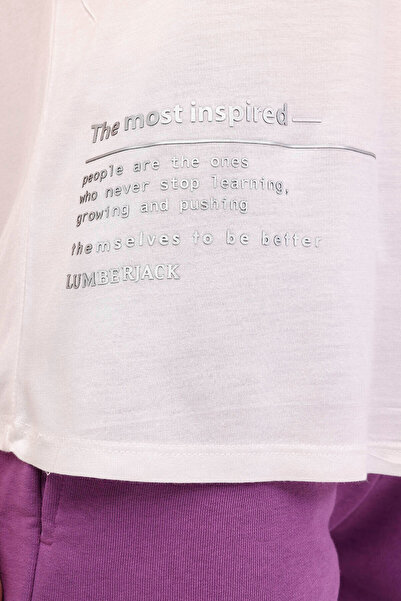 The most inspired
people are the ones
who never stop learning,
growing and pushing
themselves to be better
LUMBERJACK